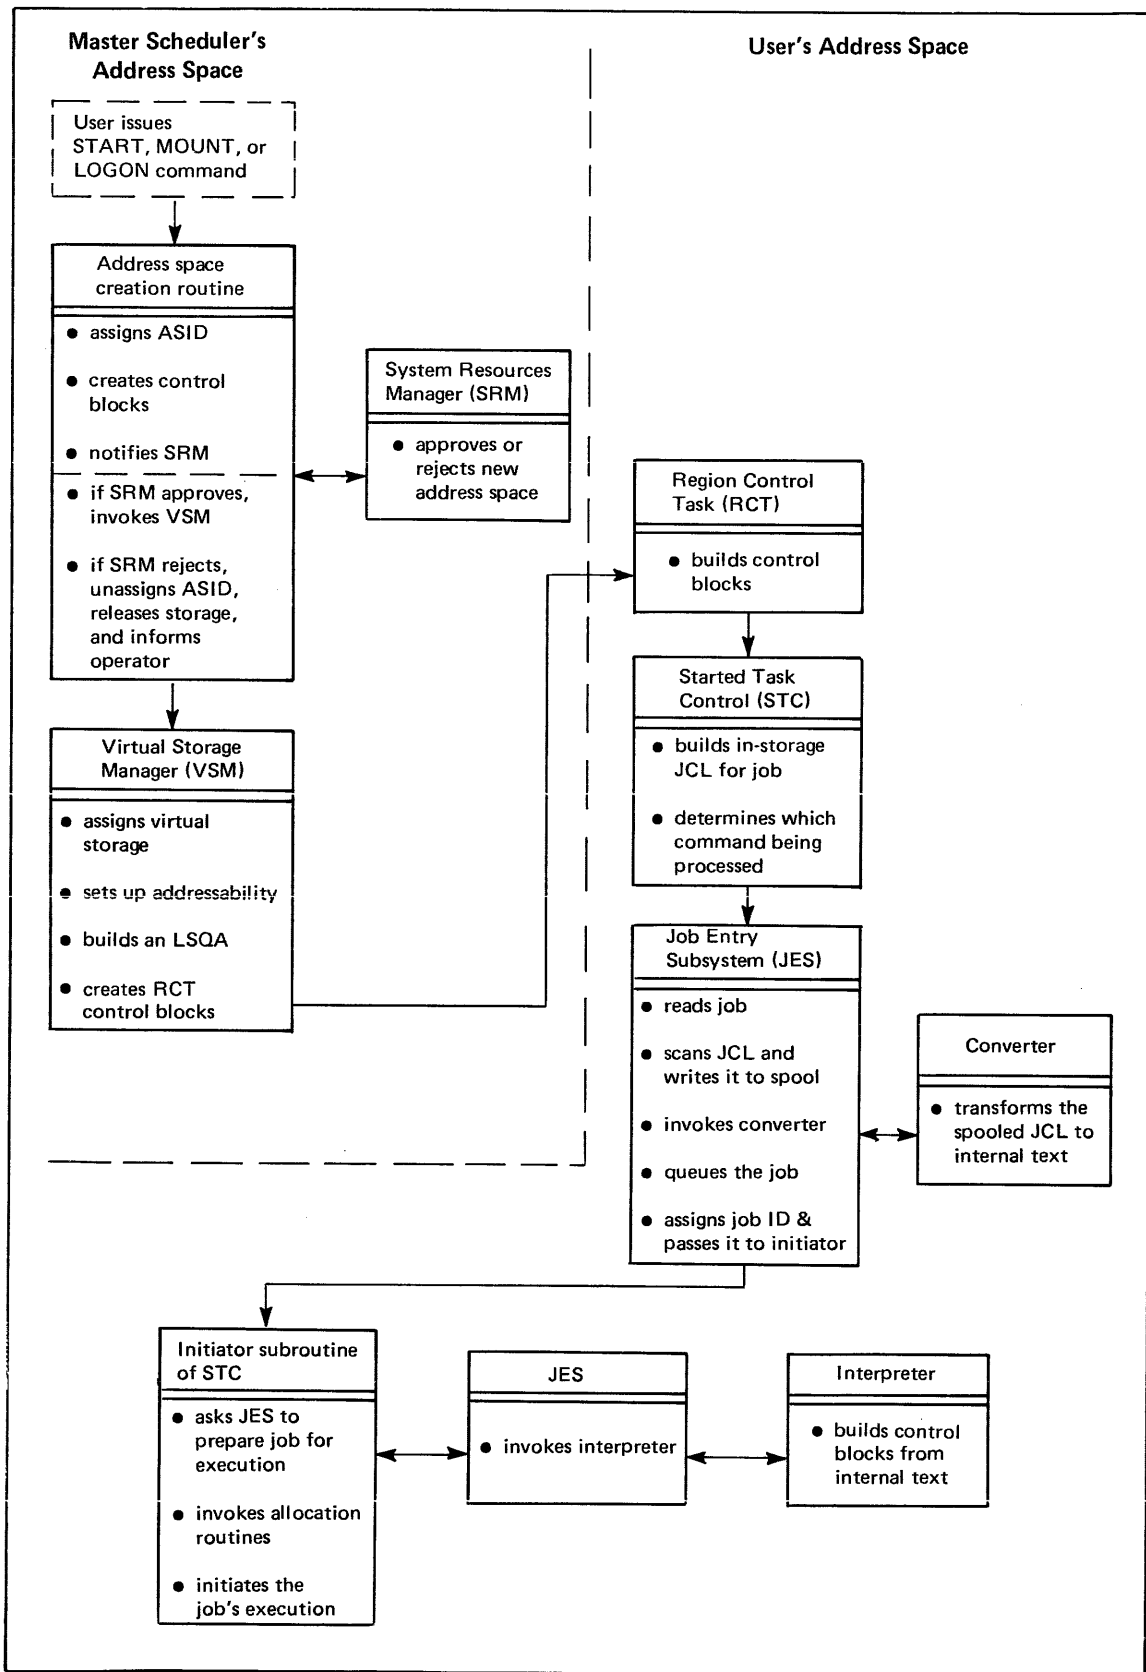 Master Scheduler's
Address Space
User's Address Space
User issues
START, MOUNT, or
LOGON command
Address space
creation routine
• assigns ASID
• creates control
blocks
• notifies SRM
• if SRM approves,
invokes VSM
• if SRM rejects,
unassigns ASID,
releases storage,
and informs
operator
System Resources
Manager (SRM)
• approves or
rejects new
address space
Virtual Storage
Manager (VSM)
• assigns virtual
storage
• sets up addressability
• builds an LSQA
• creates RCT
control blocks
Region Control
Task (RCT)
• builds control
blocks
Started Task
Control (STC)
• builds in-storage
JCL for job
• determines which
command being
processed
Job Entry
Subsystem (JES)
• reads job
• scans JCL and
writes it to spool
• invokes converter
• queues the job
• assigns job ID &
passes it to initiator
Converter
• transforms the
spooled JCL to
internal text
Initiator subroutine
of STC
• asks JES to
prepare job for
execution
• invokes allocation
routines
• initiates the
job's execution
JES
• invokes interpreter
Interpreter
• builds control
blocks from
internal text